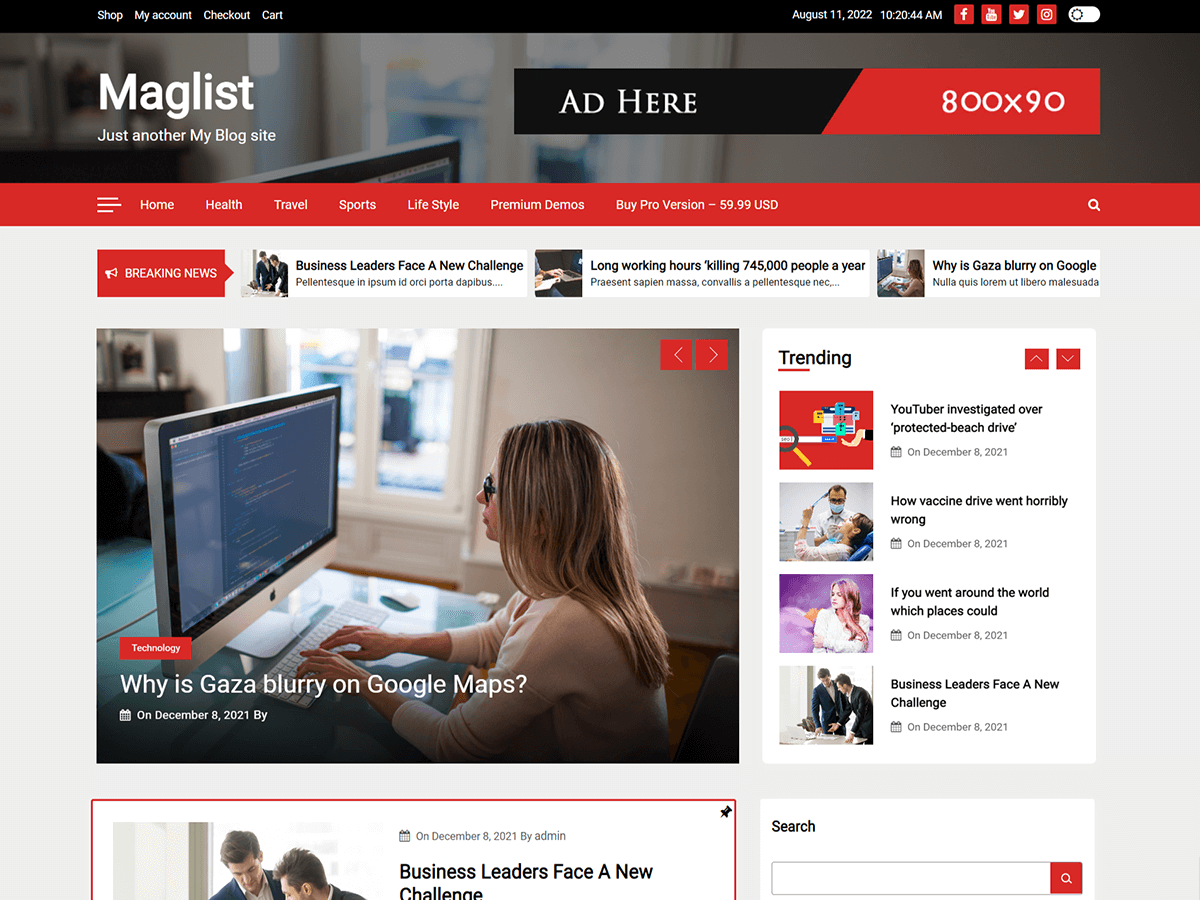 Shop My account Checkout Cart
August 11, 2022 10:20:44 AM
Maglist
Just another My Blog site
AD HERE
800x90
Home Health Travel Sports Life Style Premium Demos Buy Pro Version – 59.99 USD
BREAKING NEWS
Business Leaders Face A New Challenge
Pellentesque in ipsum id orci porta dapibus....
Long working hours ‘killing 745,000 people a year
Praesent sapien massa, convallis a pellentesque nec,...
Why is Gaza blurry on Google
Nulla quis lorem ut libero malesuada
Technology
Why is Gaza blurry on Google Maps?
On December 8, 2021 By
Trending
YouTuber investigated over
‘protected-beach drive’
On December 8, 2021
How vaccine drive went horribly
wrong
On December 8, 2021
If you went around the world
which places could
On December 8, 2021
Business Leaders Face A New
Challenge
On December 8, 2021
On December 8, 2021 By admin
Business Leaders Face A New
Challenge
Search